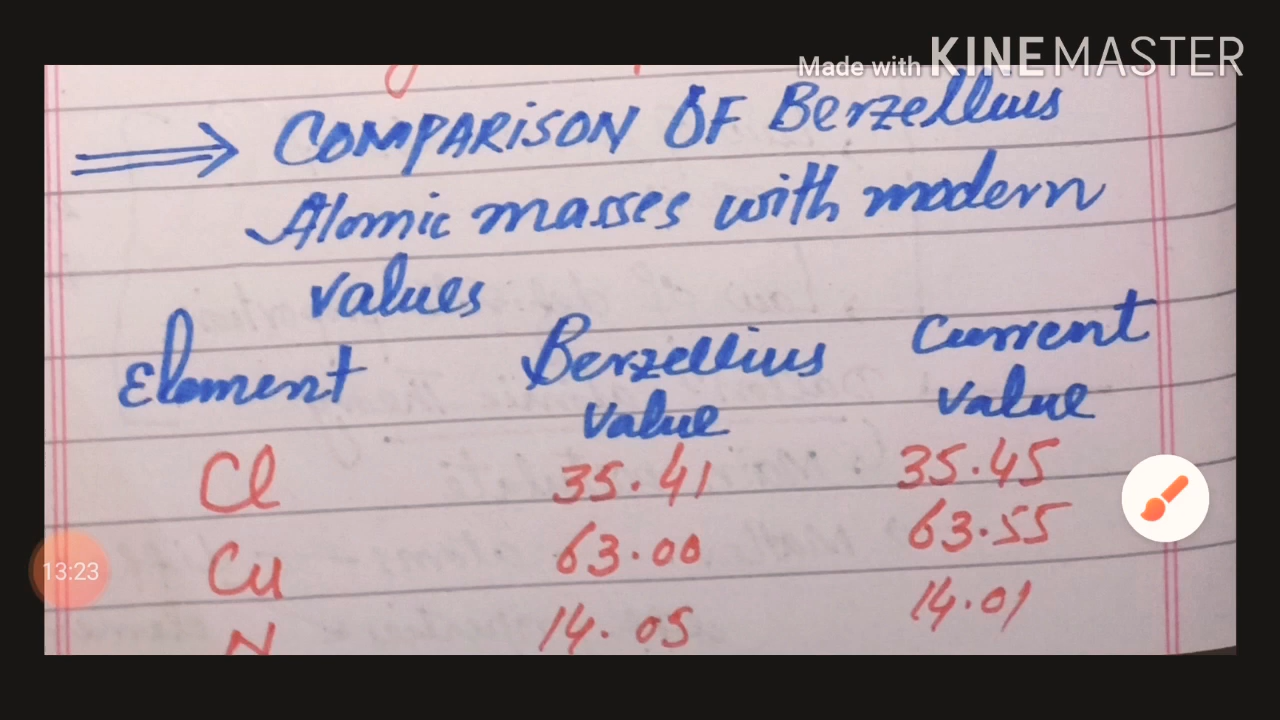 Made with KINEMASTER
⇒ COMPARISON OF Berzellius
Atomic masses with modern
values
Element Berzellius value Current value
Cl 35.41 35.45
Cu 63.00 63.55
N 14.05 14.01
13:23